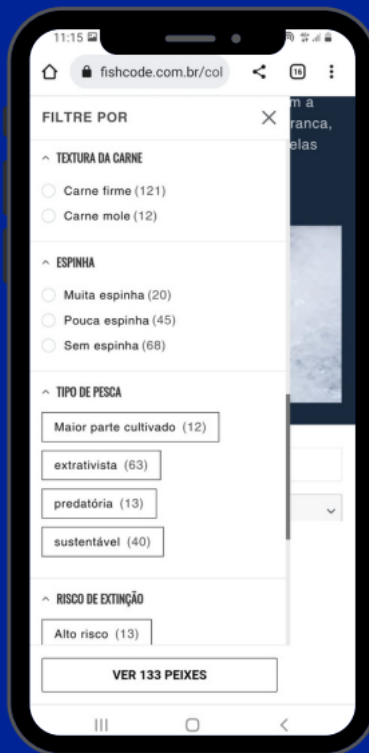 11:15
fishcode.com.br/col
16
FILTRE POR
m a
ranca,
elas
TEXTURA DA CARNE
Carne firme (121)
Carne mole (12)
ESPINHA
Muita espinha (20)
Pouca espinha (45)
Sem espinha (68)
TIPO DE PESCA
Maior parte cultivado (12)
extrativista (63)
predatória (13)
sustentável (40)
RISCO DE EXTINÇÃO
Alto risco (13)
VER 133 PEIXES